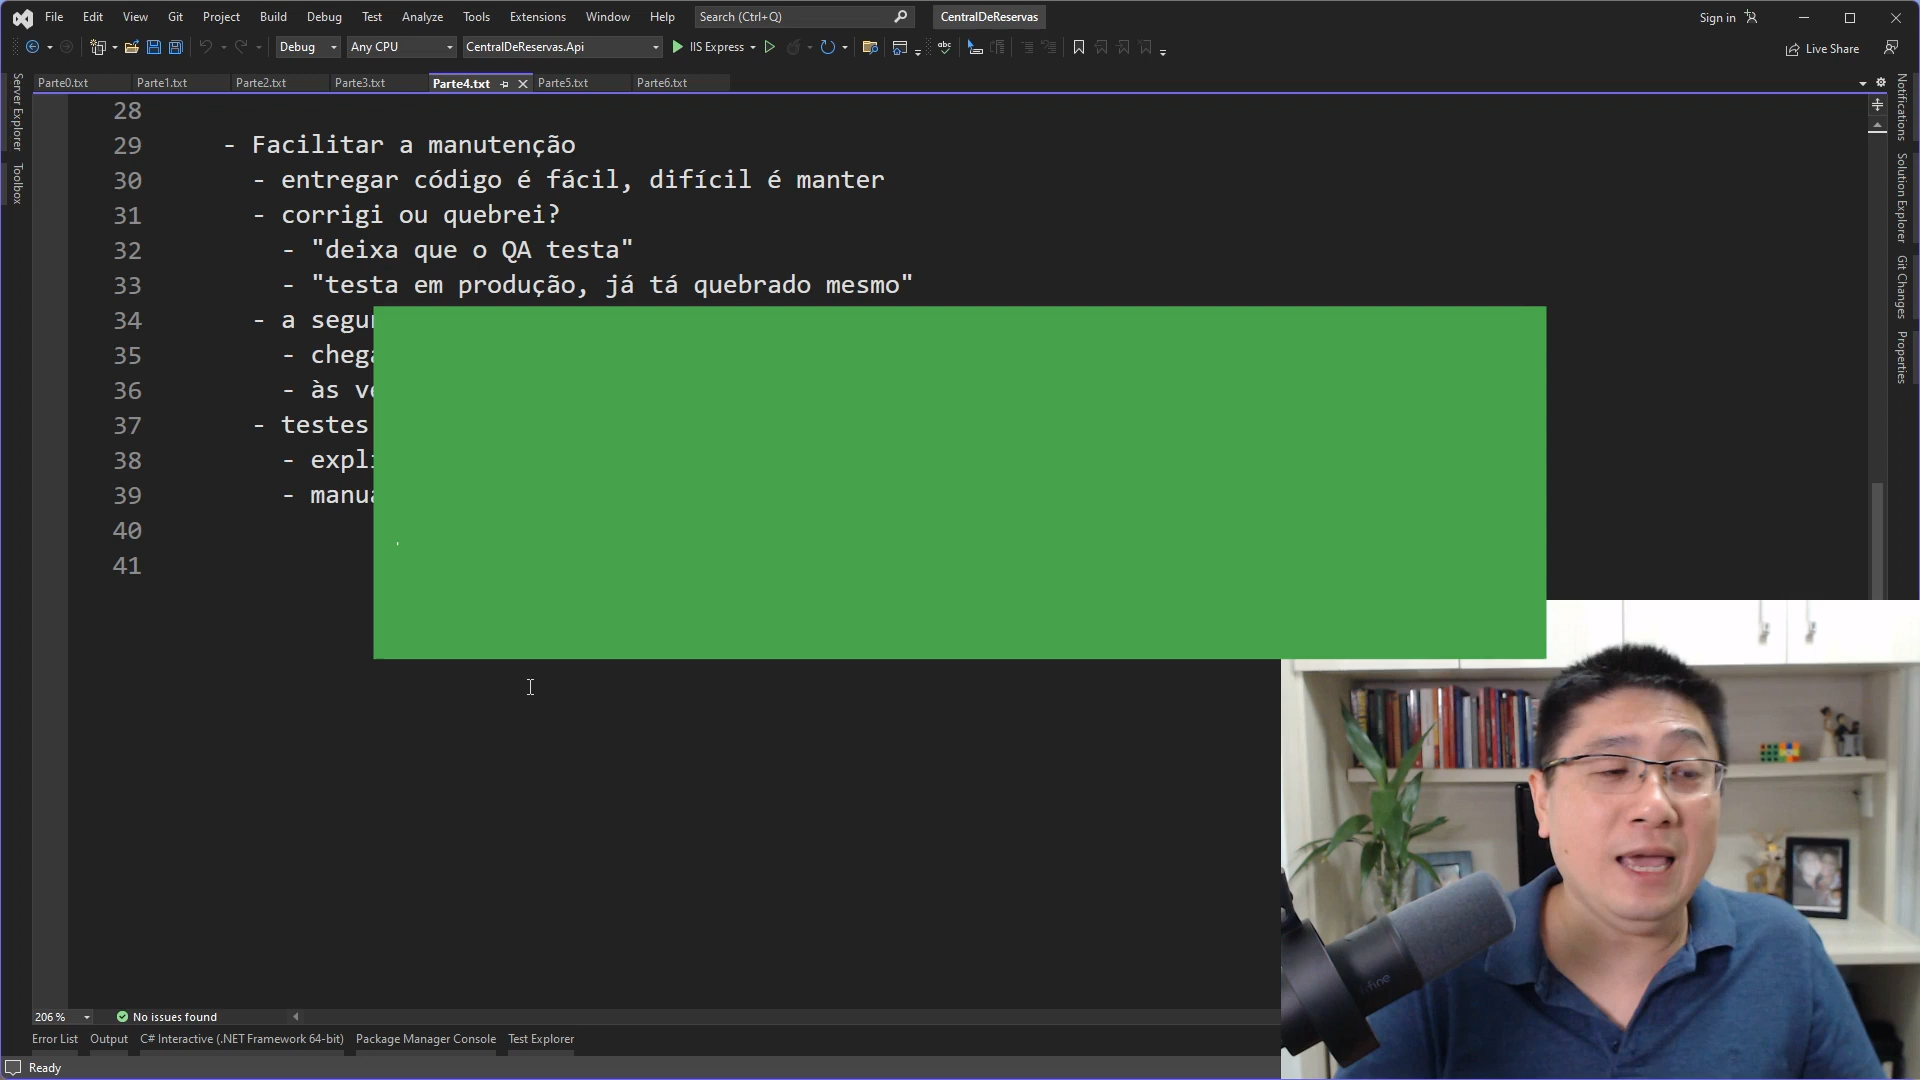 File Edit View Git Project Build Debug Test Analyze Tools Extensions Window Help Search (Ctrl+Q) CentralDeReservas Sign in
Debug Any CPU CentralDeReservas.Api IIS Express abc Live Share
Parte0.txt Parte1.txt Parte2.txt Parte3.txt Parte4.txt Parte5.txt Parte6.txt
Server Explorer
Toolbox
Notifications
Solution Explorer
Git Changes
Properties
28
29 - Facilitar a manutenção
30 - entregar código é fácil, difícil é manter
31 - corrigi ou quebrei?
32 - "deixa que o QA testa"
33 - "testa em produção, já tá quebrado mesmo"
34 - a
35 -
36 - às
37 - testes
38 -
39 -
40
41
206 % No issues found
Error List Output C# Interactive (.NET Framework 64-bit) Package Manager Console Test Explorer
Ready